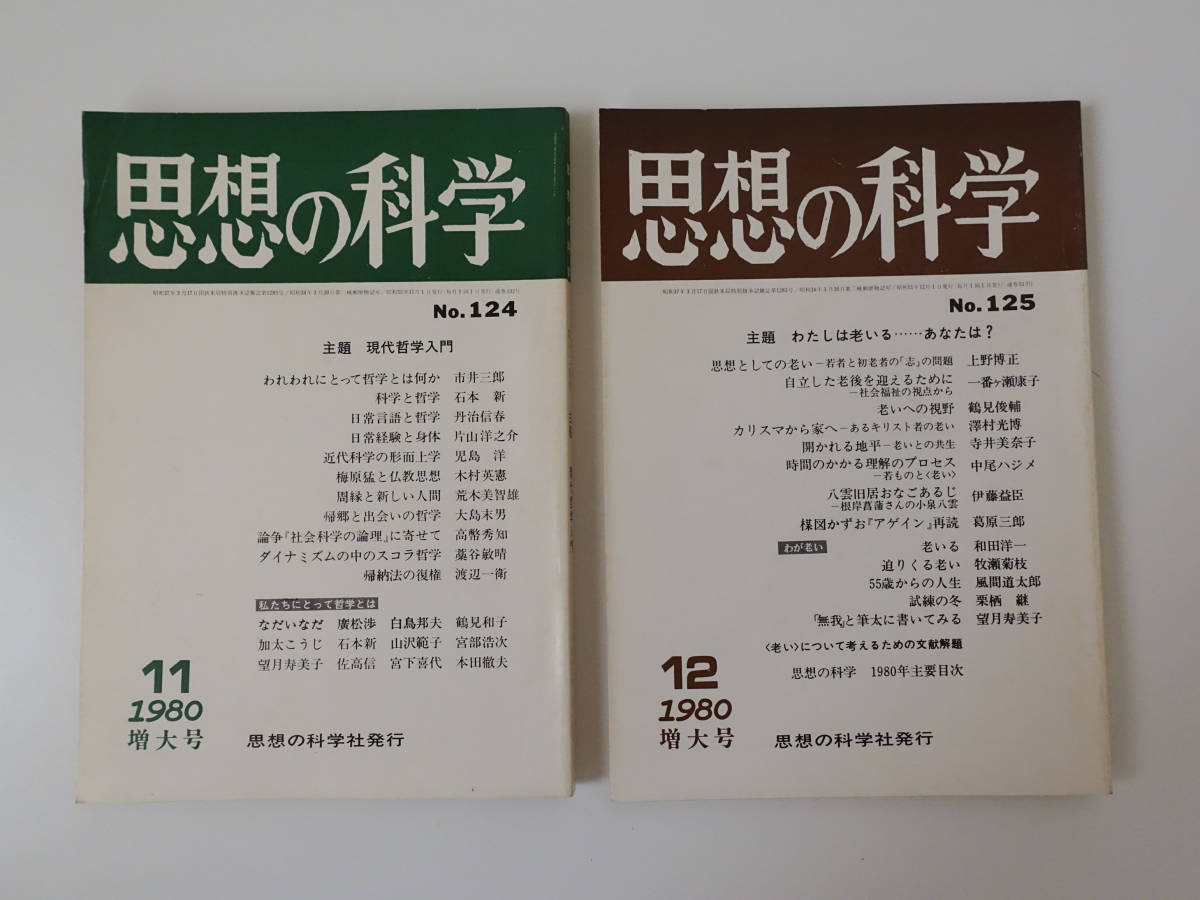 思想の科学
No.124
主題 現代哲学入門
われわれにとって哲学とは何か 市井三郎
科学と哲学 石本 新
日常言語と哲学 丹治信春
日常経験と身体 片山洋之介
近代科学の形而上学 児島 洋
梅原猛と仏教思想 木村英憲
周縁と新しい人間 荒木美智雄
帰郷と出会いの哲学 大島末男
論争『社会科学の論理』に寄せて 高幣秀知
ダイナミズムの中のスコラ哲学 藁谷敏晴
帰納法の復権 渡辺一衛
私たちにとって哲学とは
なだいなだ 廣松渉 白鳥邦夫 鶴見和子
加太こうじ 石本新 山沢範子 宮部浩次
望月寿美子 佐高信 宮下喜代 本田徹夫
11
1980
増大号
思想の科学社発行
思想の科学
No.125
主題 わたしは老いる……あなたは?
思想としての老い−若者と初老者の「志」の問題 上野博正
自立した老後を迎えるために 一番ヶ瀬康子
−社会福祉の視点から
老いへの視野 鶴見俊輔
カリスマから家へ−あるキリスト者の老い 澤村光博
開かれる地平−老いとの共生 寺井美奈子
時間のかかる理解のプロセス 中尾ハジメ
−若ものと〈老い〉
八雲旧居おなごあるじ 伊藤益臣
−根岸菖蒲さんの小泉八雲
楳図かずお『アゲイン』再読 葛原三郎
わが老い 老いる 和田洋一
迫りくる老い 牧瀬菊枝
55歳からの人生 風間道太郎
試練の冬 栗栖 継
「無我」と筆太に書いてみる 望月寿美子
〈老い〉について考えるための文献解題
思想の科学 1980年主要目次
12
1980
増大号
思想の科学社発行